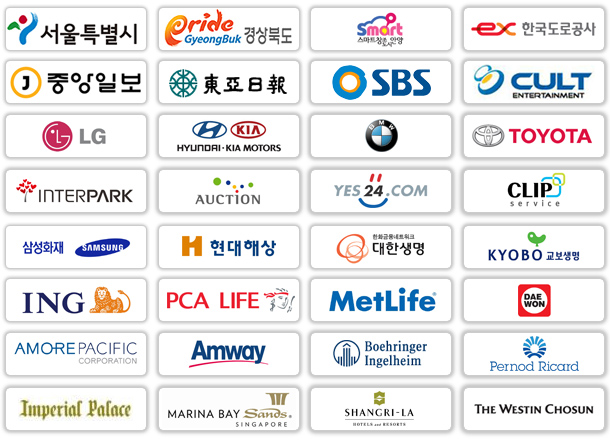 서울특별시
Pride
GyeongBuk 경상북도
smart
스마트창조도시안양
ex 한국도로공사
J 중앙일보
東亞日報
SBS
CULT
ENTERTAINMENT
LG
HYUNDAI KIA
HYUNDAI·KIA MOTORS
BMW
TOYOTA
INTERPARK
AUCTION
YES24.COM
CLIP
service
삼성화재 SAMSUNG
현대해상
한화금융네트워크
대한생명
KYOBO 교보생명
ING
PCA LIFE
MetLife®
DAE
WON
AMOREPACIFIC
CORPORATION
Amway
Boehringer
Ingelheim
Pernod Ricard
Imperial Palace
MARINA BAY Sands
SINGAPORE
SHANGRI-LA
HOTELS and RESORTS
THE WESTIN CHOSUN